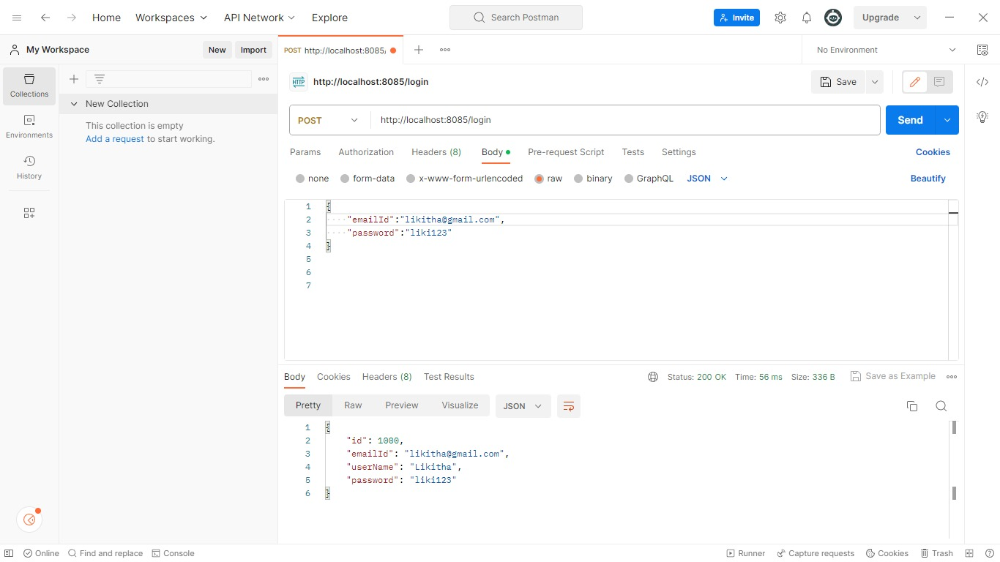 Home Workspaces API Network Explore Search Postman Invite Upgrade
My Workspace New Import POST http://localhost:8085/ No Environment
Collections
Environments
History
New Collection
This collection is empty
Add a request to start working.
HTTP http://localhost:8085/login Save
POST http://localhost:8085/login Send
Params Authorization Headers (8) Body Pre-request Script Tests Settings Cookies
none form-data x-www-form-urlencoded raw binary GraphQL JSON Beautify
1 {
2 "emailId":"likitha@gmail.com",
3 "password":"liki123"
4 }
5
6
7
Body Cookies Headers (8) Test Results Status: 200 OK Time: 56 ms Size: 336 B Save as Example
Pretty Raw Preview Visualize JSON
1 {
2 "id": 1000,
3 "emailId": "likitha@gmail.com",
4 "userName": "Likitha",
5 "password": "liki123"
6 }
Online Find and replace Console Runner Capture requests Cookies Trash